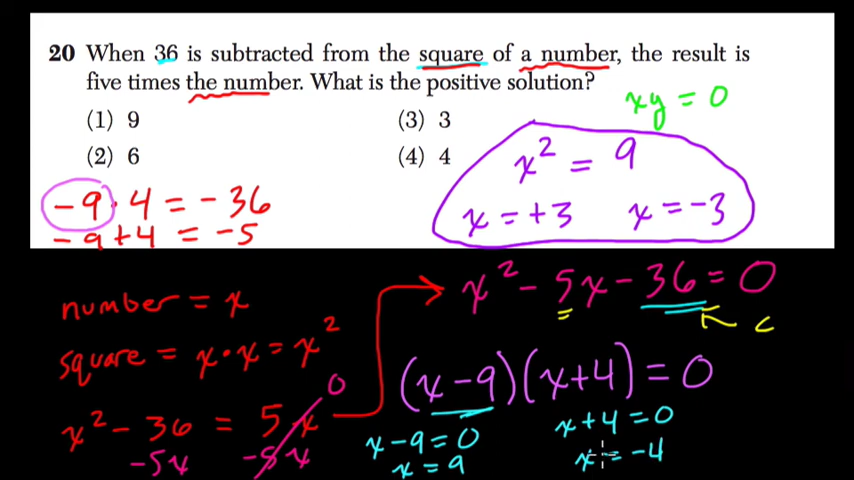 20 When 36 is subtracted from the square of a number, the result is
five times the number. What is the positive solution?
(1) 9
(3) 3
(2) 6
(4) 4
xy = 0
x² = 9
x = +3 x = -3
-9 · 4 = -36
-9 + 4 = -5
number = x
square = x · x = x²
x² - 36 = 5x 0
-5x -5x
x² - 5x - 36 = 0
c
(x - 9)(x + 4) = 0
x - 9 = 0
x = 9
x + 4 = 0
x = -4